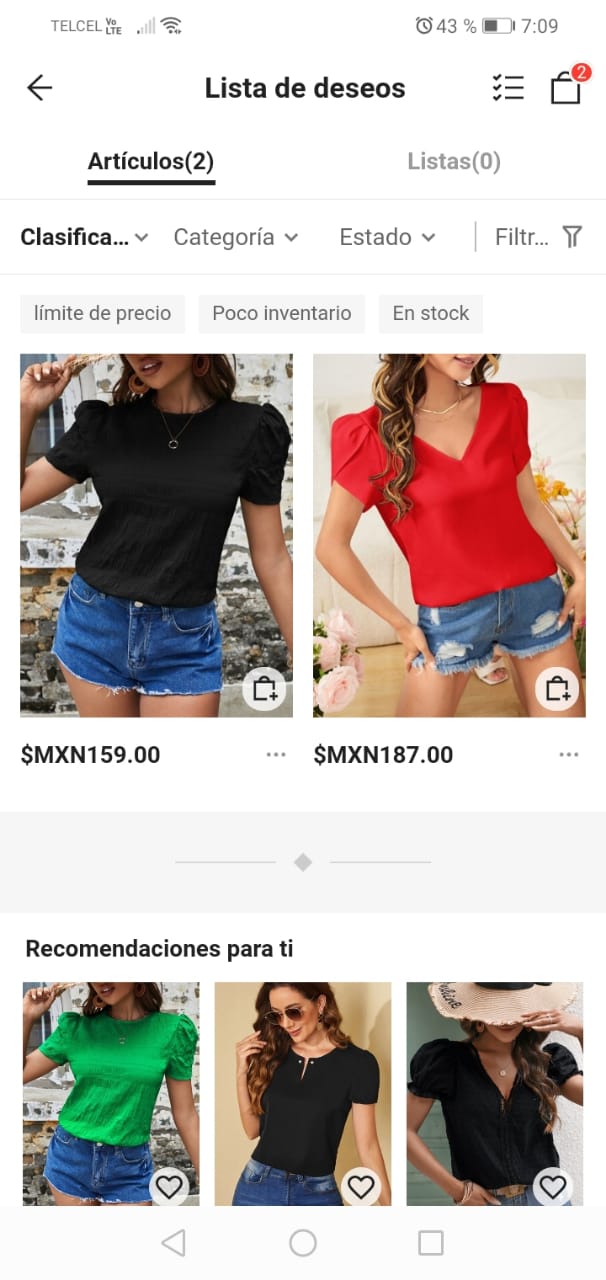 TELCEL Vo LTE 43 % 7:09
Lista de deseos 2
Artículos(2) Listas(0)
Clasifica... Categoría Estado Filtr...
límite de precio Poco inventario En stock
$MXN159.00 ... $MXN187.00 ...
Recomendaciones para ti